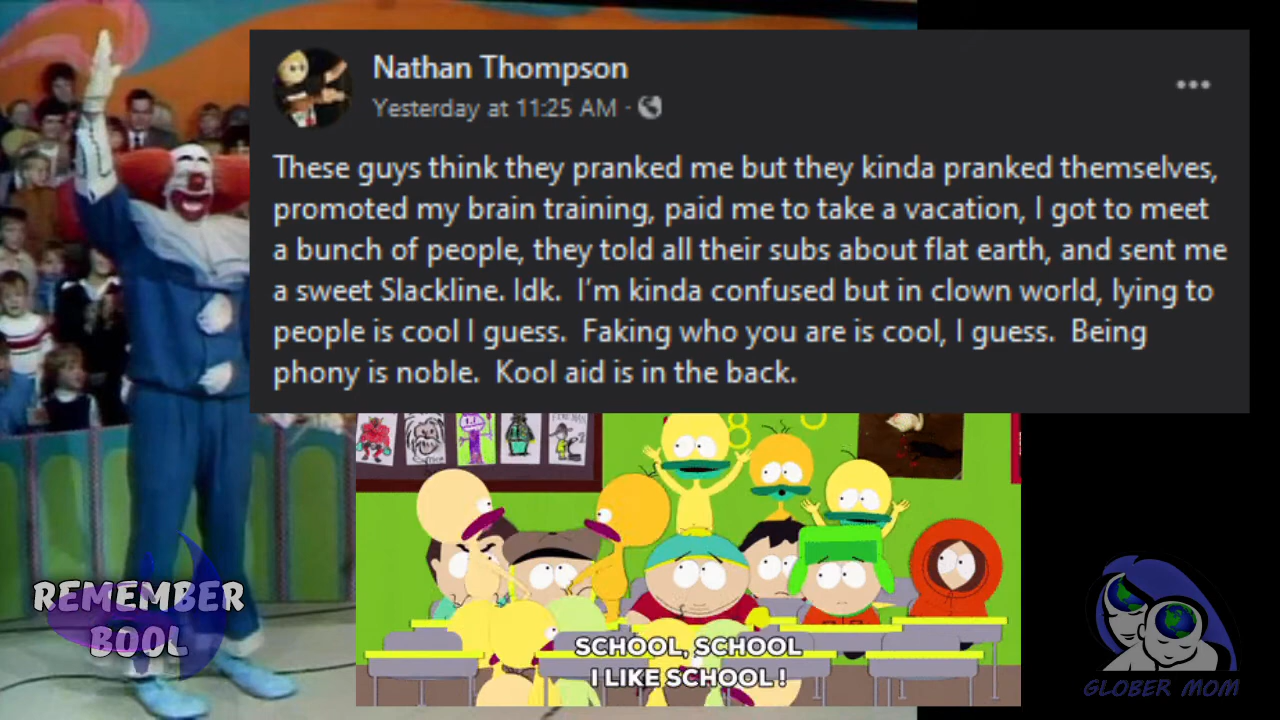 Nathan Thompson
Yesterday at 11:25 AM ·
These guys think they pranked me but they kinda pranked themselves,
promoted my brain training, paid me to take a vacation, I got to meet
a bunch of people, they told all their subs about flat earth, and sent me
a sweet Slackline. Idk.  I'm kinda confused but in clown world, lying to
people is cool I guess.  Faking who you are is cool, I guess.  Being
phony is noble.  Kool aid is in the back.
REMEMBER
BOOL
SCHOOL, SCHOOL
I LIKE SCHOOL !
GLOBER MOM